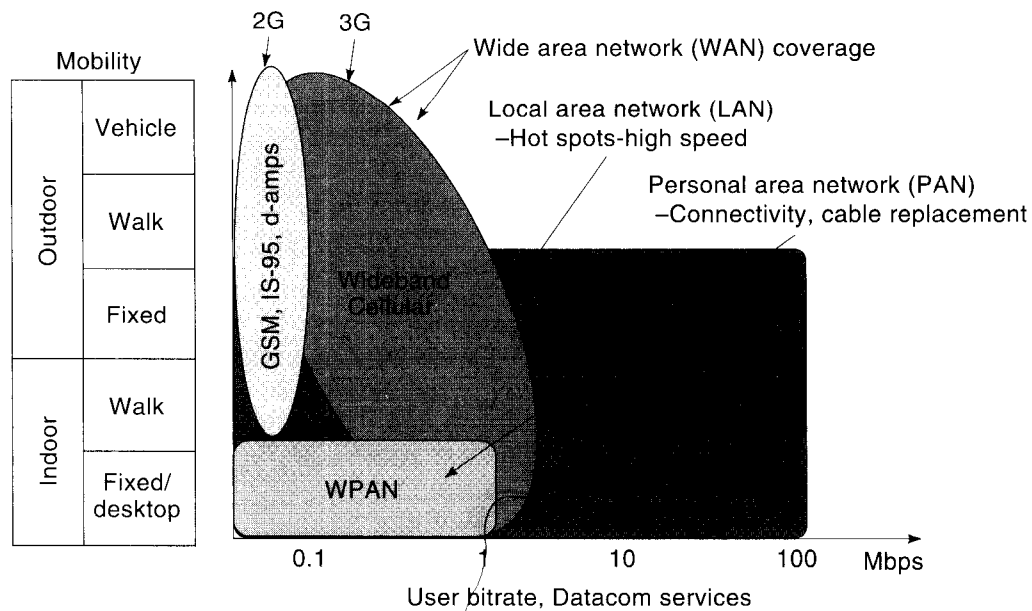 2G
3G
Wide area network (WAN) coverage
Mobility
Local area network (LAN)
–Hot spots-high speed
Personal area network (PAN)
–Connectivity, cable replacement
Outdoor
Vehicle
Walk
Fixed
Indoor
Walk
Fixed/
desktop
GSM, IS-95, d-amps
Wideband
Cellular
WPAN
0.1
1
10
100
Mbps
User bitrate, Datacom services